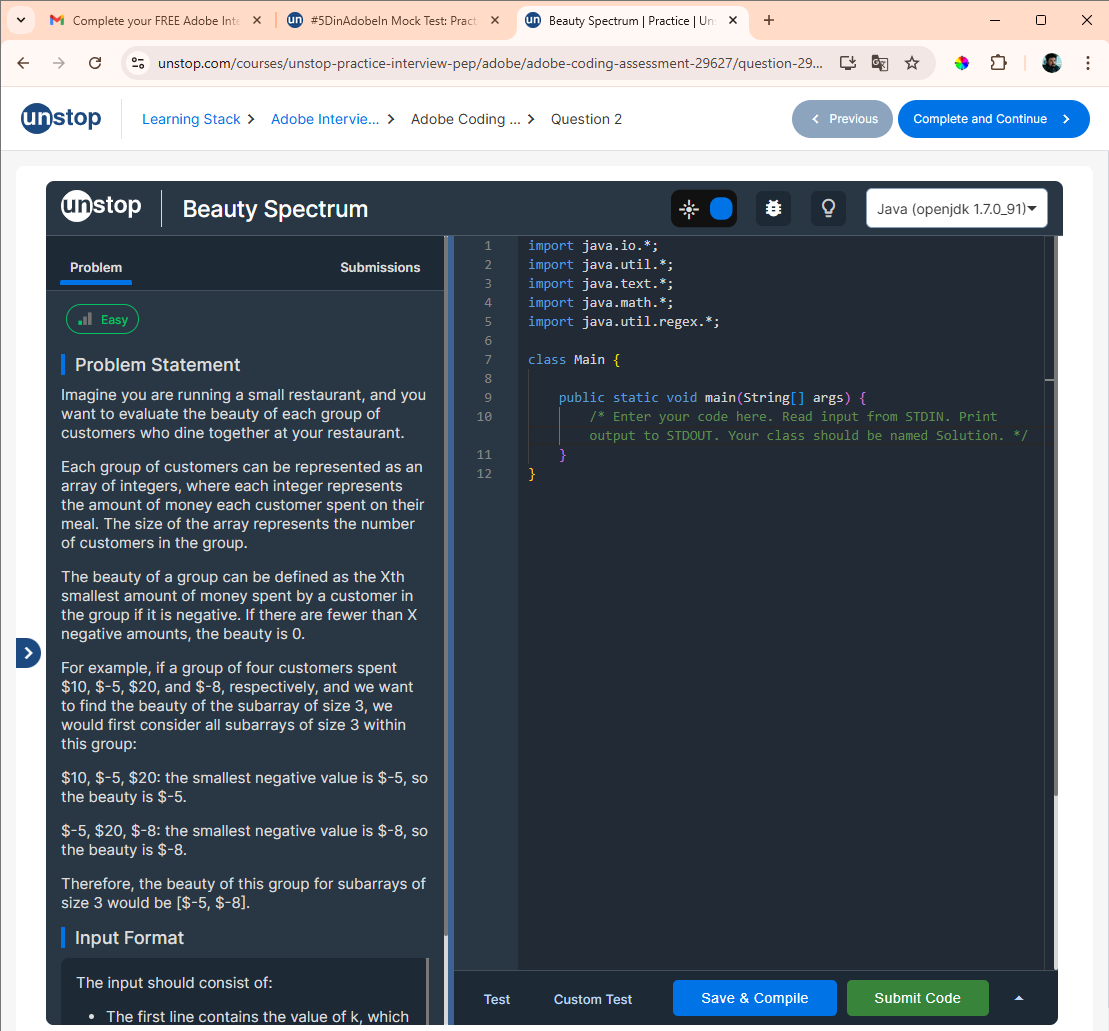 Complete your FREE Adobe Inte
#5DinAdobeIn Mock Test: Pract
Beauty Spectrum | Practice | Un
unstop.com/courses/unstop-practice-interview-pep/adobe/adobe-coding-assessment-29627/question-29...
unstop
Learning Stack
Adobe Intervie...
Adobe Coding ...
Question 2
Previous
Complete and Continue
unstop
Beauty Spectrum
Java (openjdk 1.7.0_91)
Problem
Submissions
Easy
Problem Statement
Imagine you are running a small restaurant, and you
want to evaluate the beauty of each group of
customers who dine together at your restaurant.
Each group of customers can be represented as an
array of integers, where each integer represents
the amount of money each customer spent on their
meal. The size of the array represents the number
of customers in the group.
The beauty of a group can be defined as the Xth
smallest amount of money spent by a customer in
the group if it is negative. If there are fewer than X
negative amounts, the beauty is 0.
For example, if a group of four customers spent
$10, $-5, $20, and $-8, respectively, and we want
to find the beauty of the subarray of size 3, we
would first consider all subarrays of size 3 within
this group:
$10, $-5, $20: the smallest negative value is $-5, so
the beauty is $-5.
$-5, $20, $-8: the smallest negative value is $-8, so
the beauty is $-8.
Therefore, the beauty of this group for subarrays of
size 3 would be [$-5, $-8].
Input Format
The input should consist of:
• The first line contains the value of k, which
1 import java.io.*;
2 import java.util.*;
3 import java.text.*;
4 import java.math.*;
5 import java.util.regex.*;
6
7 class Main {
8
9 public static void main(String[] args) {
10 /* Enter your code here. Read input from STDIN. Print
output to STDOUT. Your class should be named Solution. */
11 }
12 }
Test
Custom Test
Save & Compile
Submit Code